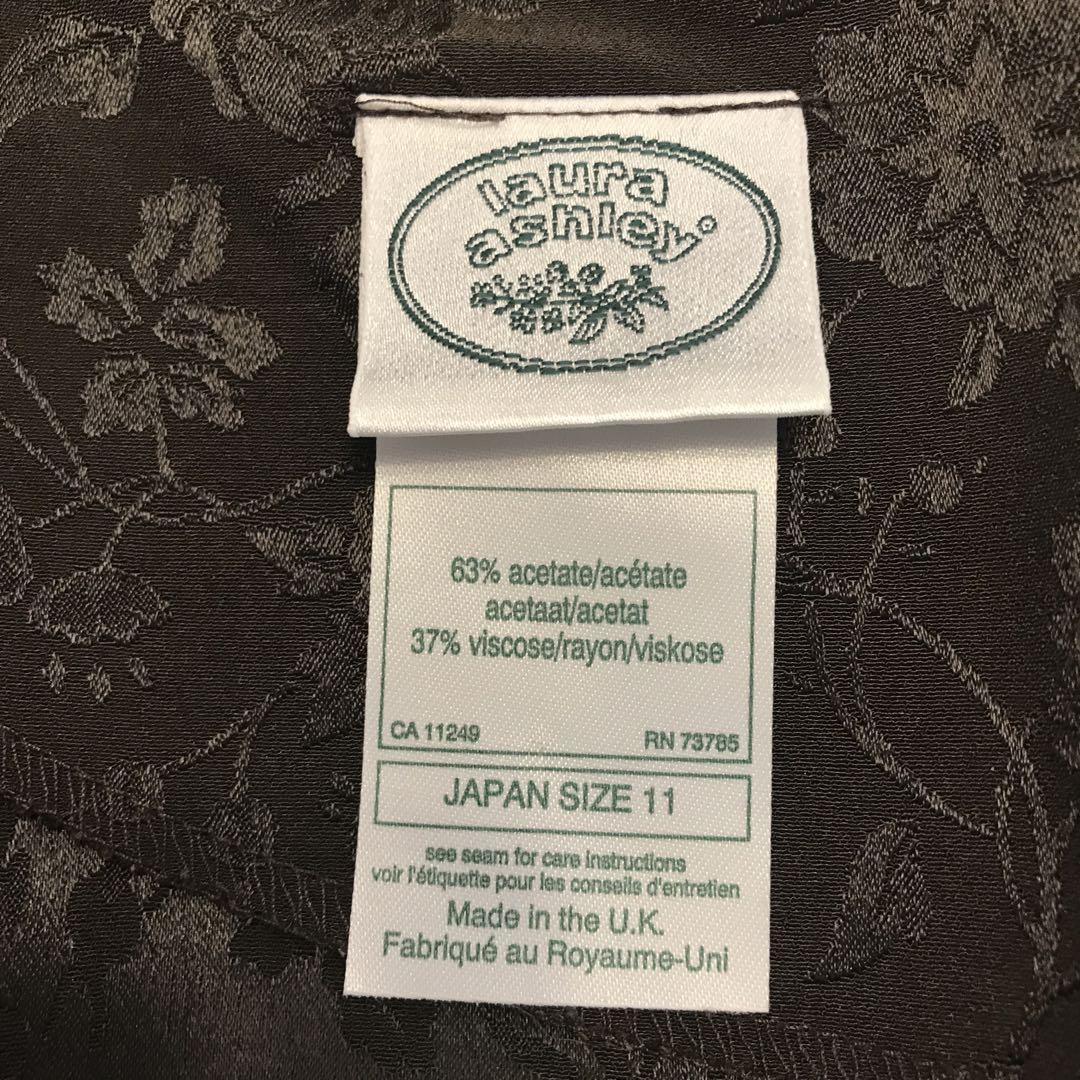 laura
ashley®
63% acetate/acétate
acetaat/acetat
37% viscose/rayon/viskose
CA 11249
RN 73785
JAPAN SIZE 11
see seam for care instructions
voir l'étiquette pour les conseils d'entretien
Made in the U.K.
Fabriqué au Royaume-Uni